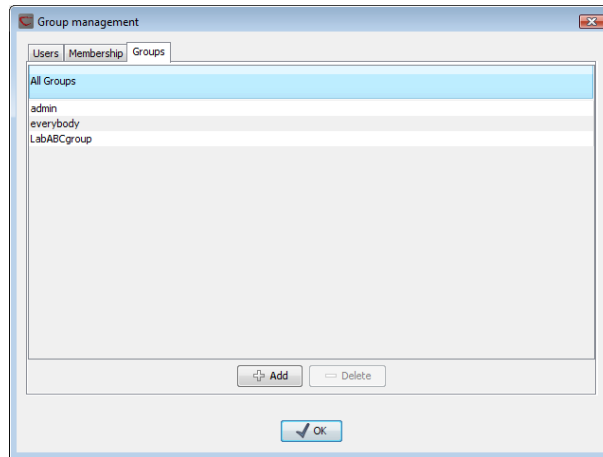 Group management
Users Membership Groups
All Groups
admin
everybody
LabABCgroup
Add Delete
OK